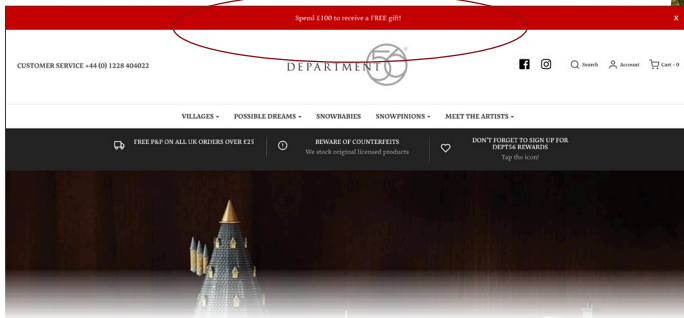 Spend £100 to receive a FREE gift!
X
CUSTOMER SERVICE +44 (0) 1228 404022
DEPARTMENT 56
Search
Account
Cart - 0
VILLAGES
POSSIBLE DREAMS
SNOWBABIES
SNOWPINIONS
MEET THE ARTISTS
FREE P&P ON ALL UK ORDERS OVER £25
BEWARE OF COUNTERFEITS
We stock original licensed products
DON'T FORGET TO SIGN UP FOR
DEPT56 REWARDS
Tap the icon!